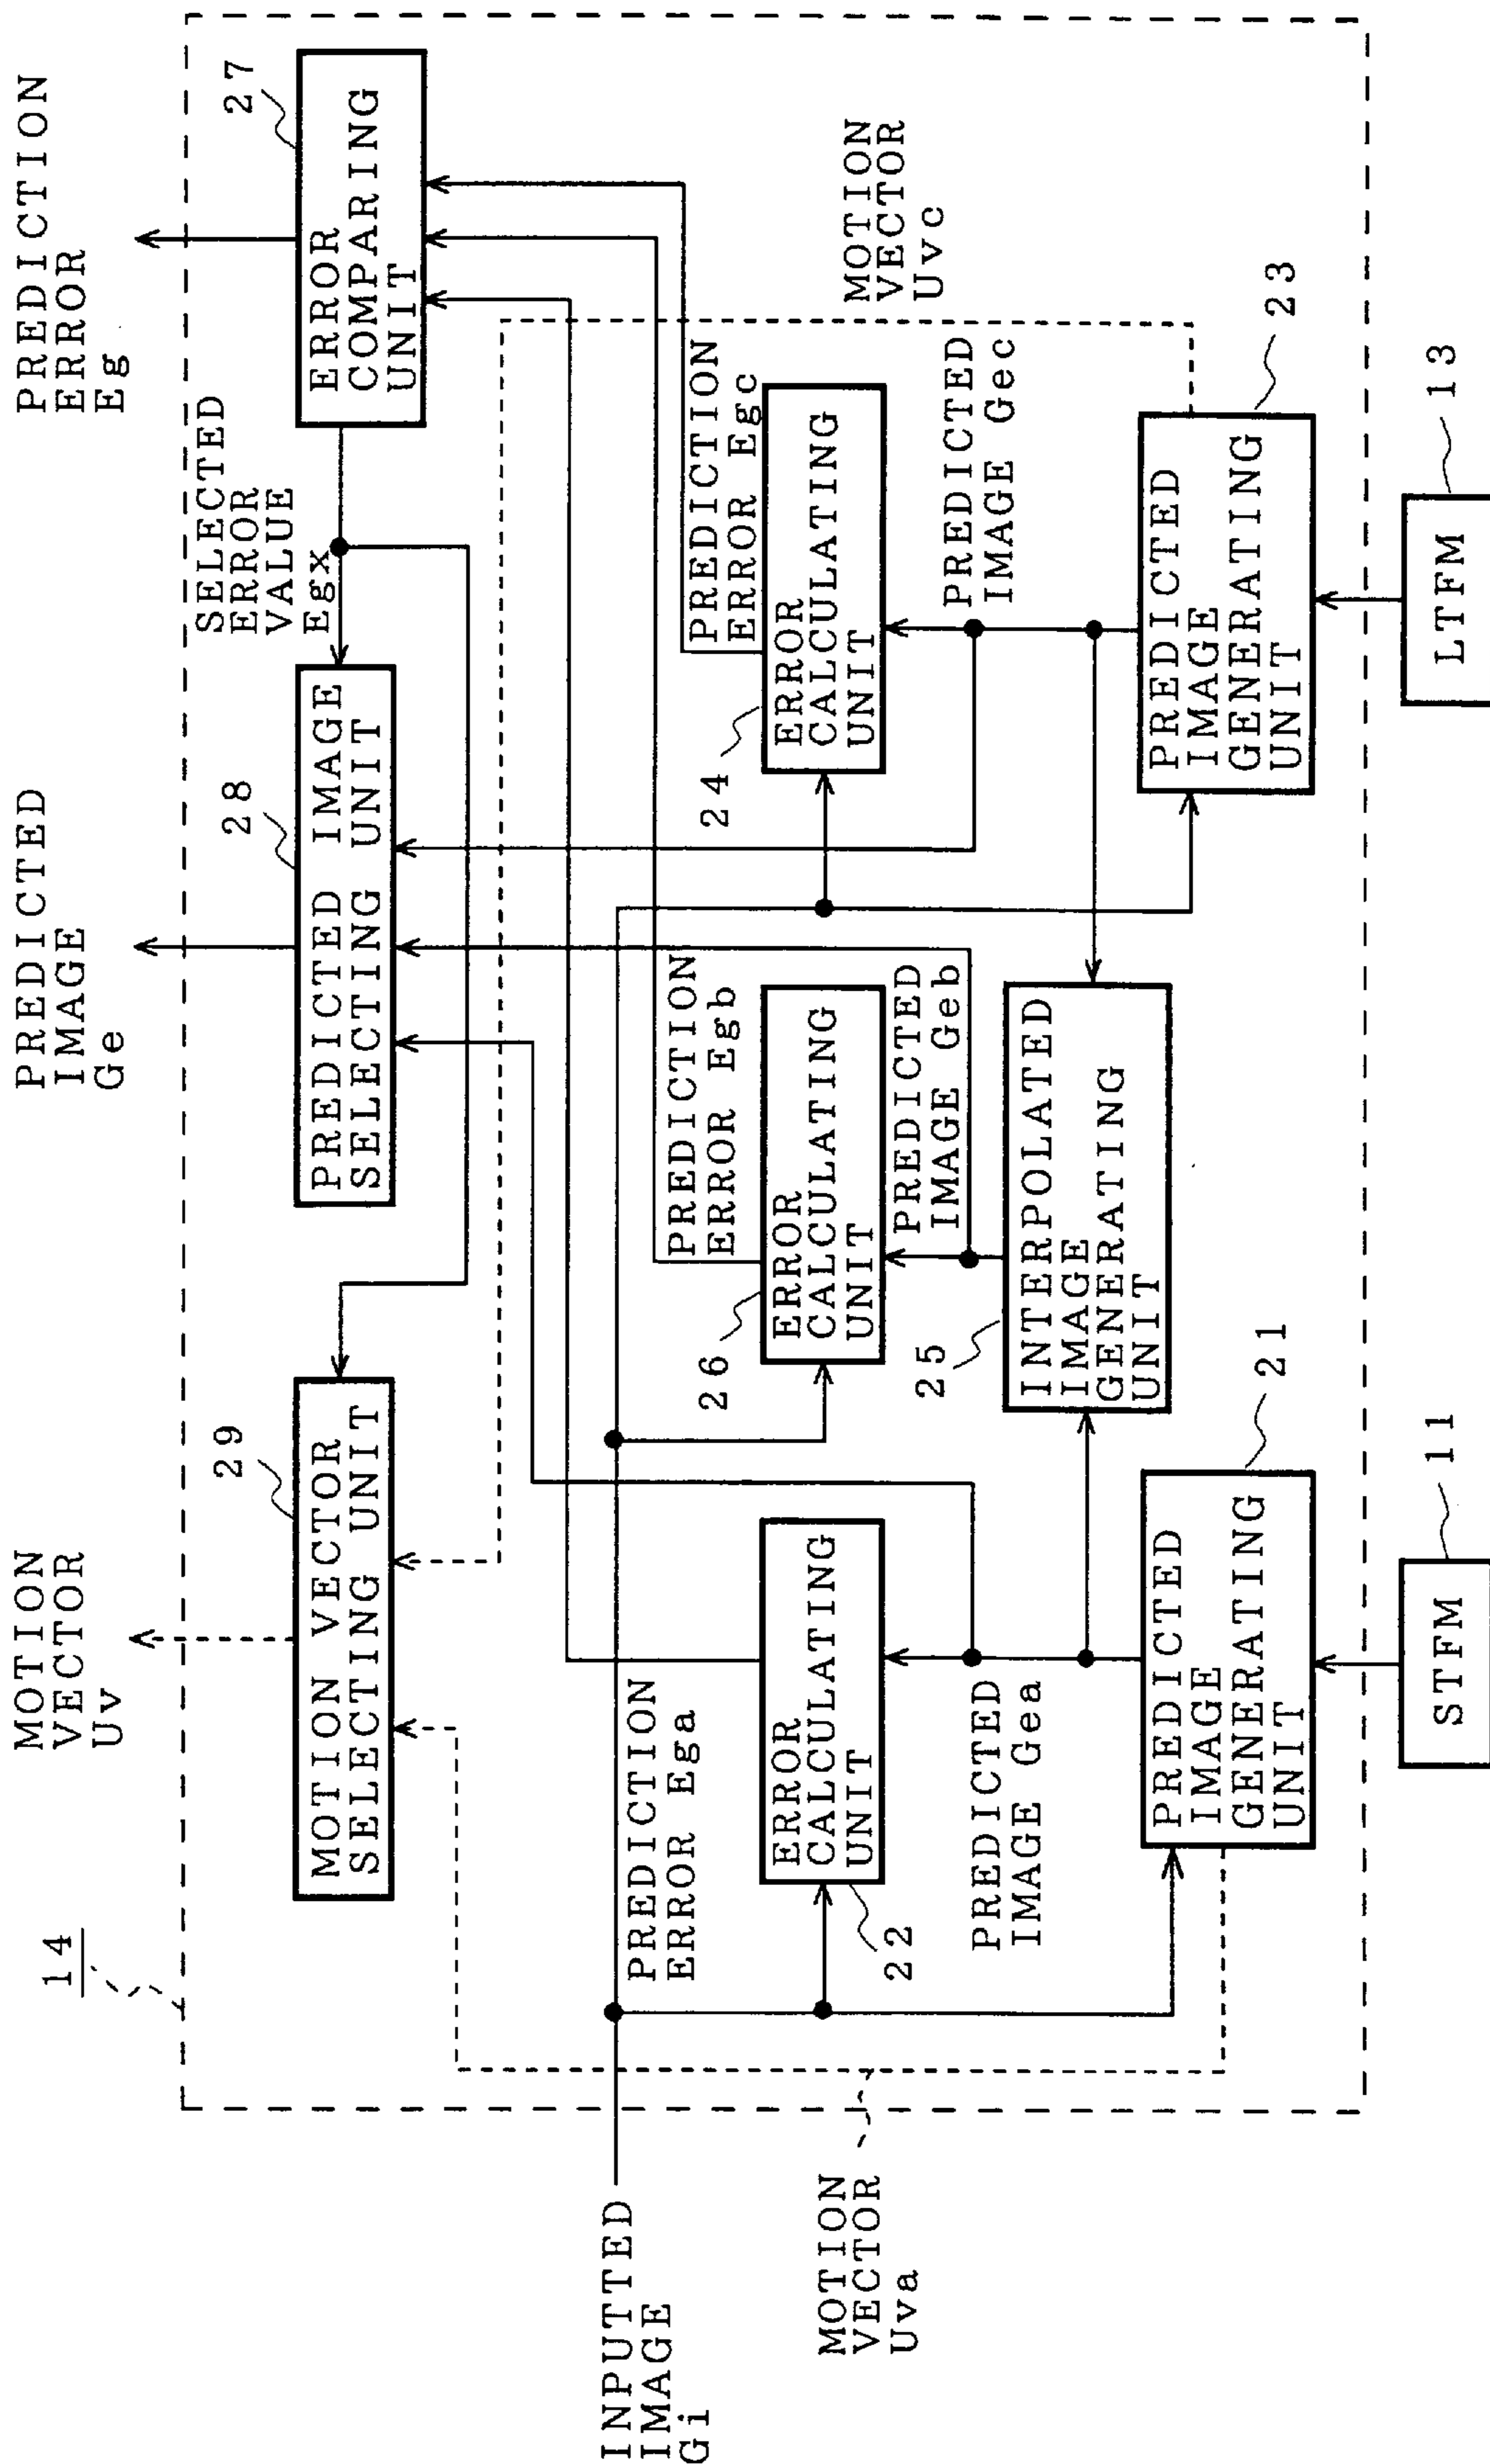 14
MOTION
VECTOR
Uv
PREDICTED
IMAGE
Ge
PREDICTION
ERROR
Eg
29
MOTION VECTOR
SELECTING UNIT
28
PREDICTED IMAGE
SELECTING UNIT
SELECTED
ERROR
VALUE
Egx
27
ERROR
COMPARING
UNIT
INPUTTED
IMAGE
Gi
PREDICTION
ERROR Ega
PREDICTION
ERROR Egb
PREDICTION
ERROR Egc
22
ERROR
CALCULATING
UNIT
26
ERROR
CALCULATING
UNIT
24
ERROR
CALCULATING
UNIT
MOTION
VECTOR
Uvc
MOTION
VECTOR
Uva
PREDICTED
IMAGE Gea
PREDICTED
IMAGE Geb
PREDICTED
IMAGE Gec
25
INTERPOLATED
IMAGE
GENERATING
UNIT
21
PREDICTED
IMAGE
GENERATING
UNIT
23
PREDICTED
IMAGE
GENERATING
UNIT
11
STFM
13
LTFM